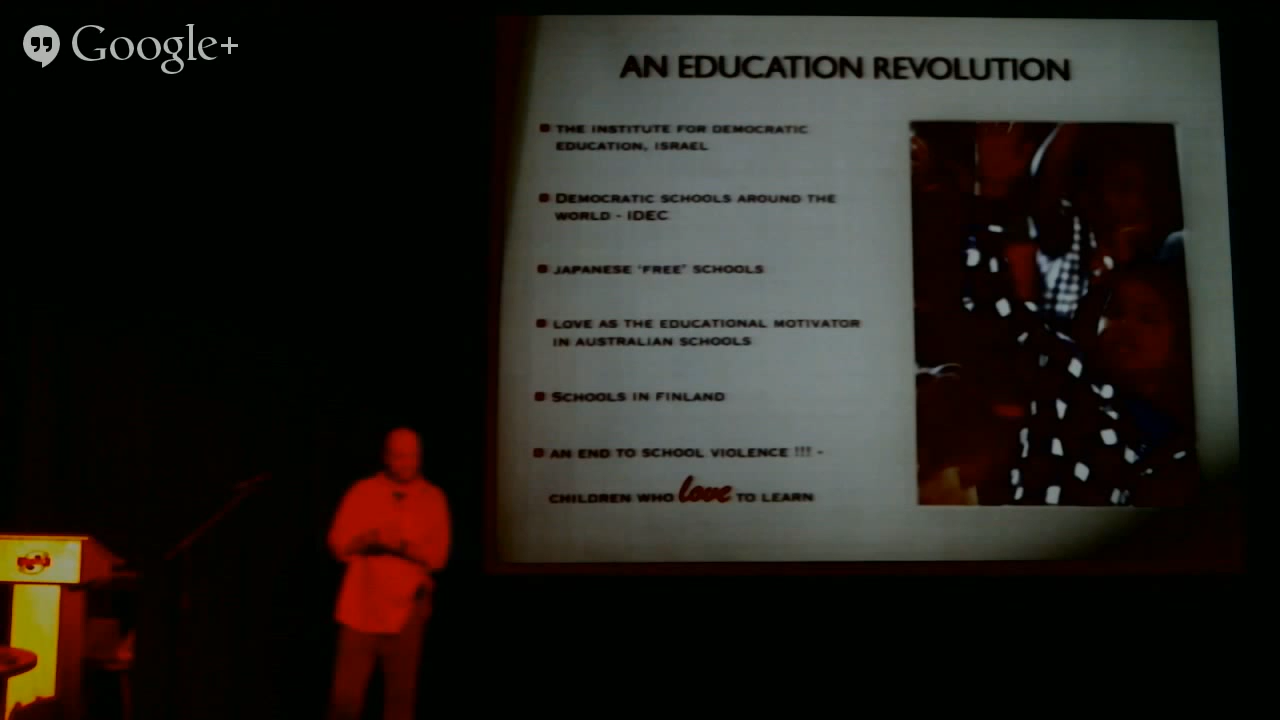 Google+
AN EDUCATION REVOLUTION
THE INSTITUTE FOR DEMOCRATIC
EDUCATION, ISRAEL
DEMOCRATIC SCHOOLS AROUND THE
WORLD - IDEC
JAPANESE 'FREE' SCHOOLS
LOVE AS THE EDUCATIONAL MOTIVATOR
IN AUSTRALIAN SCHOOLS
SCHOOLS IN FINLAND
AN END TO SCHOOL VIOLENCE !!! -
CHILDREN WHO love TO LEARN